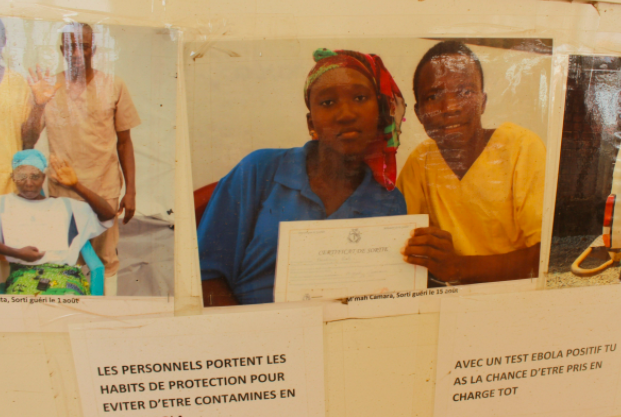 CERTIFICAT DE SORTIE
Sorti guéri le 1 août
mah Camara, Sorti guéri le 15
LES PERSONNELS PORTENT LES
HABITS DE PROTECTION POUR
EVITER D'ETRE CONTAMINES EN
AVEC UN TEST EBOLA POSITIF TU
AS LA CHANCE D'ETRE PRIS EN
CHARGE TOT